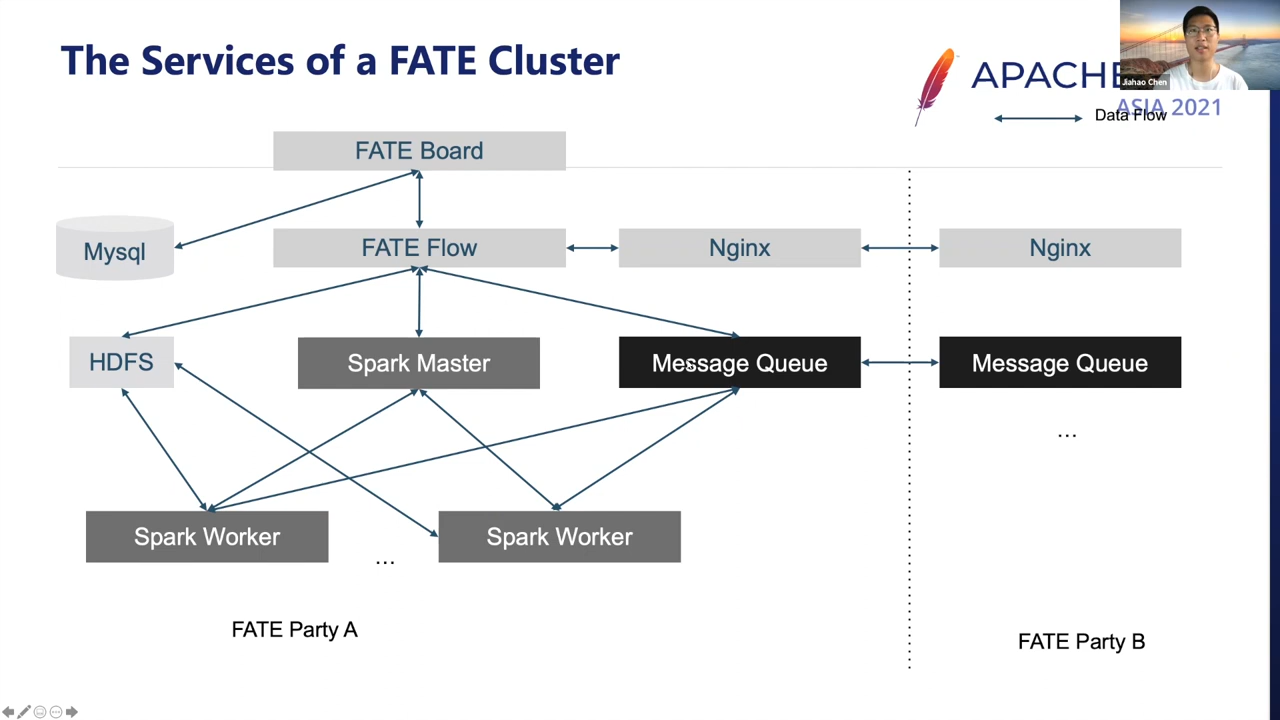 The Services of a FATE Cluster
APACHE
Jiahao Chen
ASIA 2021
Data Flow
FATE Board
Mysql
FATE Flow
Nginx
Nginx
HDFS
Spark Master
Message Queue
Message Queue
...
Spark Worker
...
Spark Worker
FATE Party A
FATE Party B